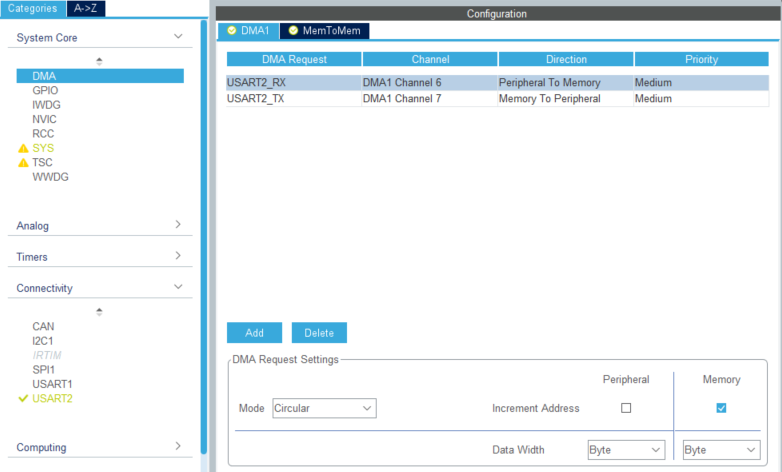 Categories A->Z
System Core
DMA
GPIO
IWDG
NVIC
RCC
SYS
TSC
WWDG
Analog
Timers
Connectivity
CAN
I2C1
IRTIM
SPI1
USART1
USART2
Computing
Configuration
DMA1 MemToMem
DMA Request Channel Direction Priority
USART2_RX DMA1 Channel 6 Peripheral To Memory Medium
USART2_TX DMA1 Channel 7 Memory To Peripheral Medium
Add Delete
DMA Request Settings
Peripheral Memory
Mode Circular Increment Address
Data Width Byte Byte